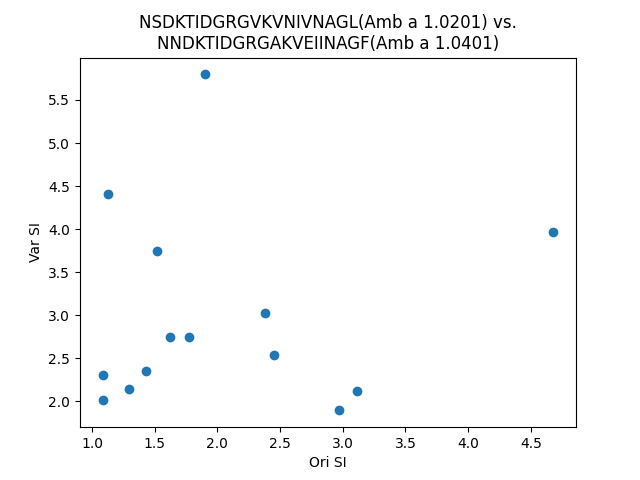 NSDKTIDGRGVKVNIVNAGL(Amb a 1.0201) vs.
NNDKTIDGRGAKVEIINAGF(Amb a 1.0401)
5.5
5.0
4.5
4.0
3.5
3.0
2.5
2.0
Var SI
1.0 1.5 2.0 2.5 3.0 3.5 4.0 4.5
Ori SI